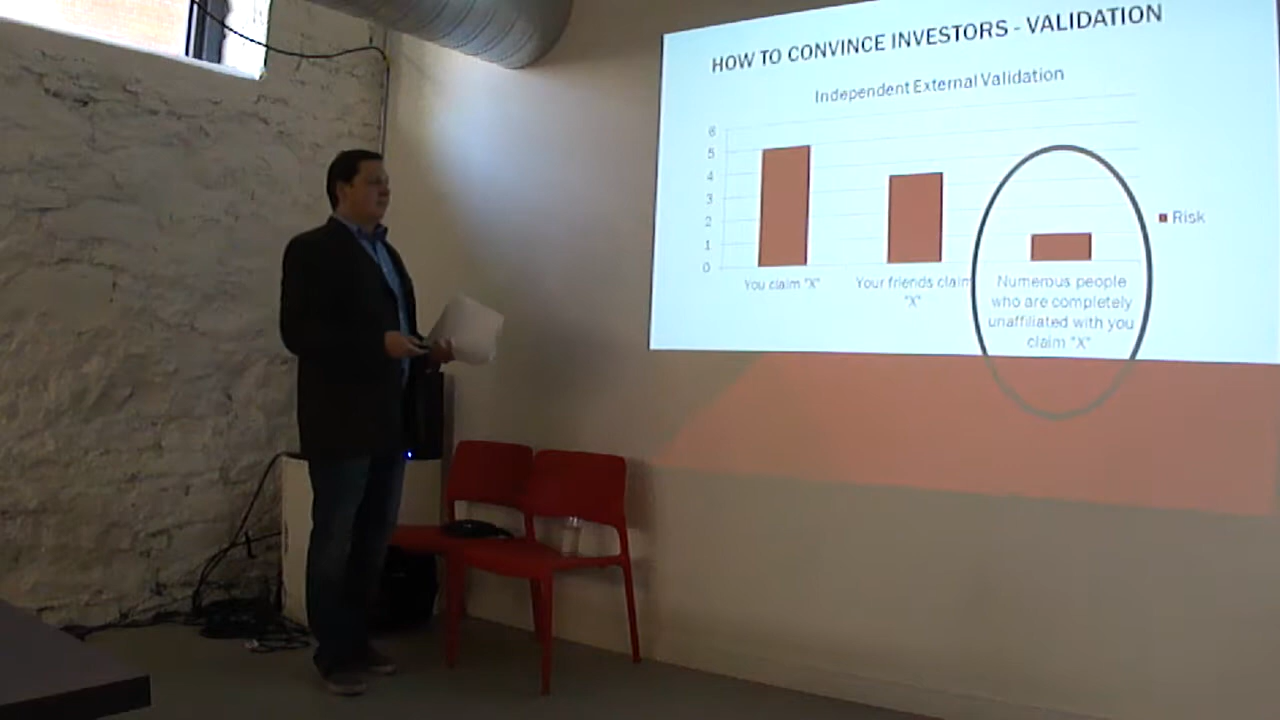 HOW TO CONVINCE INVESTORS - VALIDATION
Independent External Validation
6
5
4
3
2
1
0
Risk
You claim "X"
Your friends claim
"X"
Numerous people
who are completely
unaffiliated with you
claim "X"